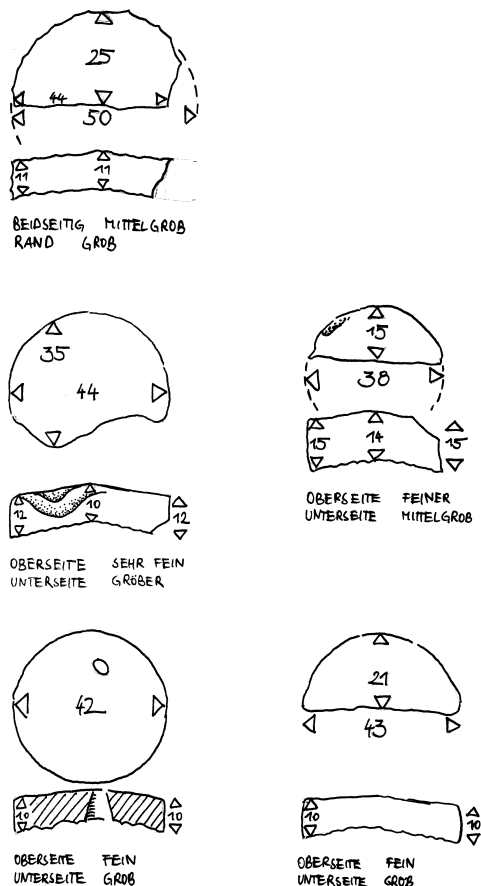 25
44
50
11 11
BEIDSEITIG MITTELGROB
RAND GROB
35
44
12 10 12
OBERSEITE SEHR FEIN
UNTERSEITE GRÖBER
15
38
15 14 15
OBERSEITE FEINER
UNTERSEITE MITTELGROB
42
10 10
OBERSEITE FEIN
UNTERSEITE GROB
21
43
10 10
OBERSEITE FEIN
UNTERSEITE GROB